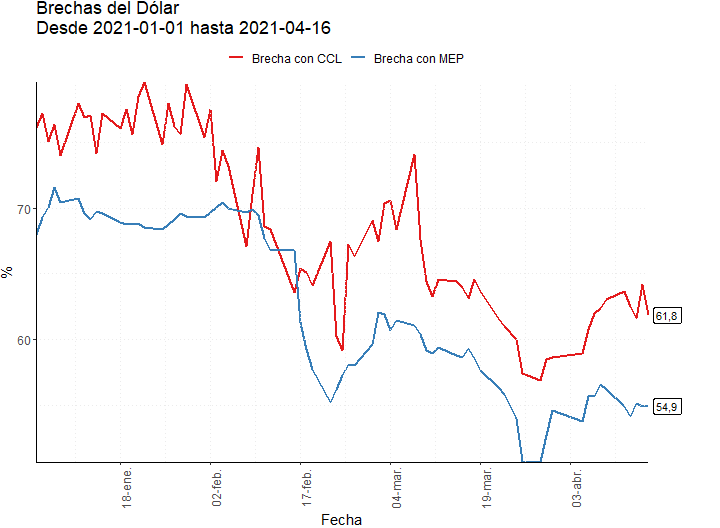 Brechas del Dólar
Desde 2021-01-01 hasta 2021-04-16
Brecha con CCL Brecha con MEP
%
70
60
61,8
54,9
18-ene. 02-feb. 17-feb. 04-mar. 19-mar. 03-abr.
Fecha